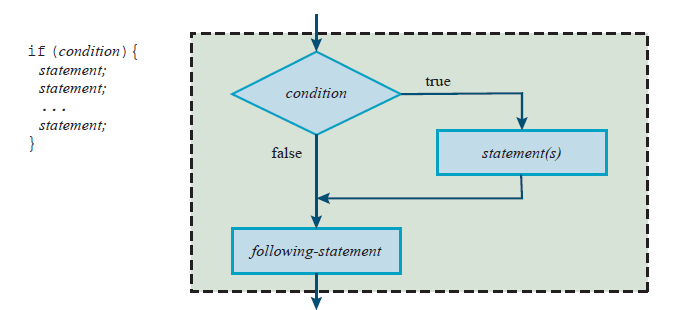 if (condition) {
statement;
statement;
...
statement;
}
condition
true
false
statement(s)
following-statement